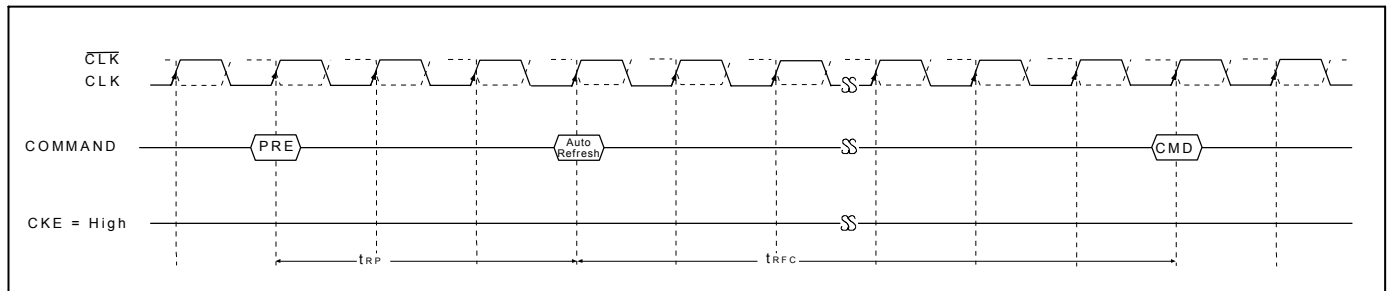 CLK
CLK
COMMAND
PRE
Auto
Refresh
CMD
CKE = High
tRP
tRFC